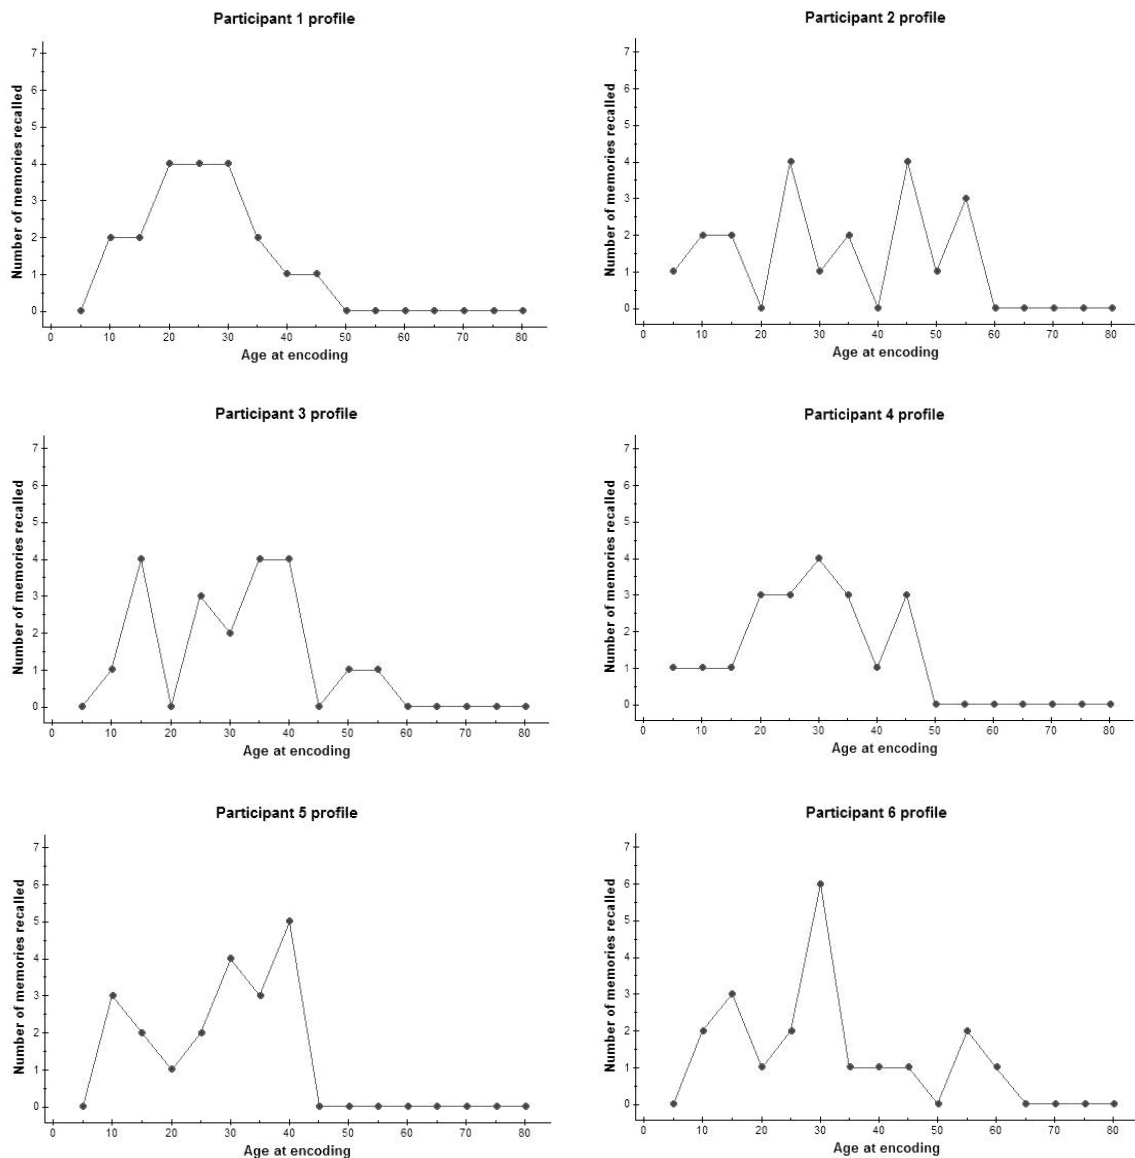 Participant 1 profile
Number of memories recalled
7
6
5
4
3
2
1
0
0 10 20 30 40 50 60 70 80
Age at encoding
Participant 2 profile
Number of memories recalled
7
6
5
4
3
2
1
0
0 10 20 30 40 50 60 70 80
Age at encoding
Participant 3 profile
Number of memories recalled
7
6
5
4
3
2
1
0
0 10 20 30 40 50 60 70 80
Age at encoding
Participant 4 profile
Number of memories recalled
7
6
5
4
3
2
1
0
0 10 20 30 40 50 60 70 80
Age at encoding
Participant 5 profile
Number of memories recalled
7
6
5
4
3
2
1
0
0 10 20 30 40 50 60 70 80
Age at encoding
Participant 6 profile
Number of memories recalled
7
6
5
4
3
2
1
0
0 10 20 30 40 50 60 70 80
Age at encoding